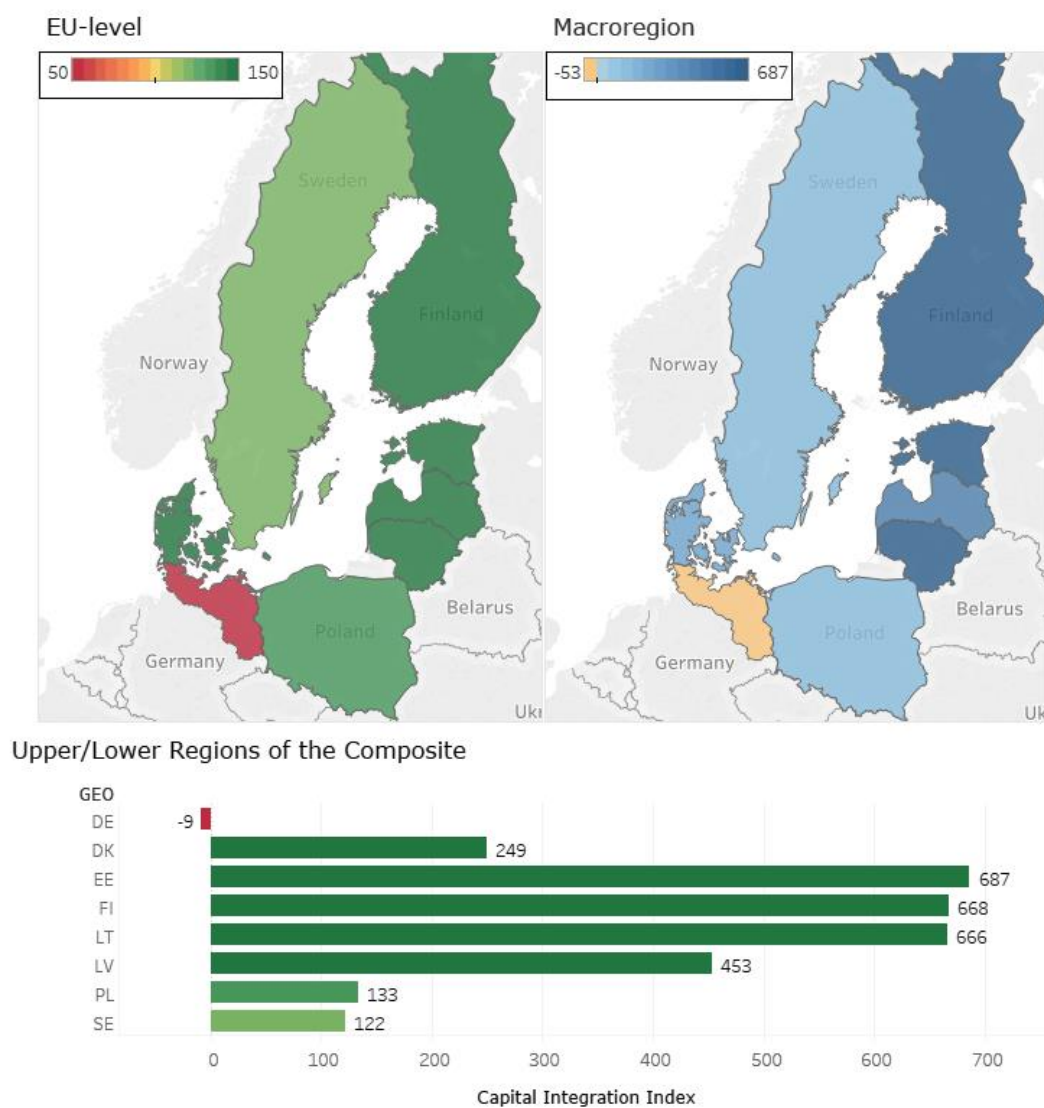 EU-level
Macroregion
50 150
-53 687
Sweden
Finland
Norway
Poland
Belarus
Germany
Ukr
Sweden
Finland
Norway
Poland
Belarus
Germany
Uk
Upper/Lower Regions of the Composite
GEO
DE -9
DK 249
EE 687
FI 668
LT 666
LV 453
PL 133
SE 122
0 100 200 300 400 500 600 700
Capital Integration Index